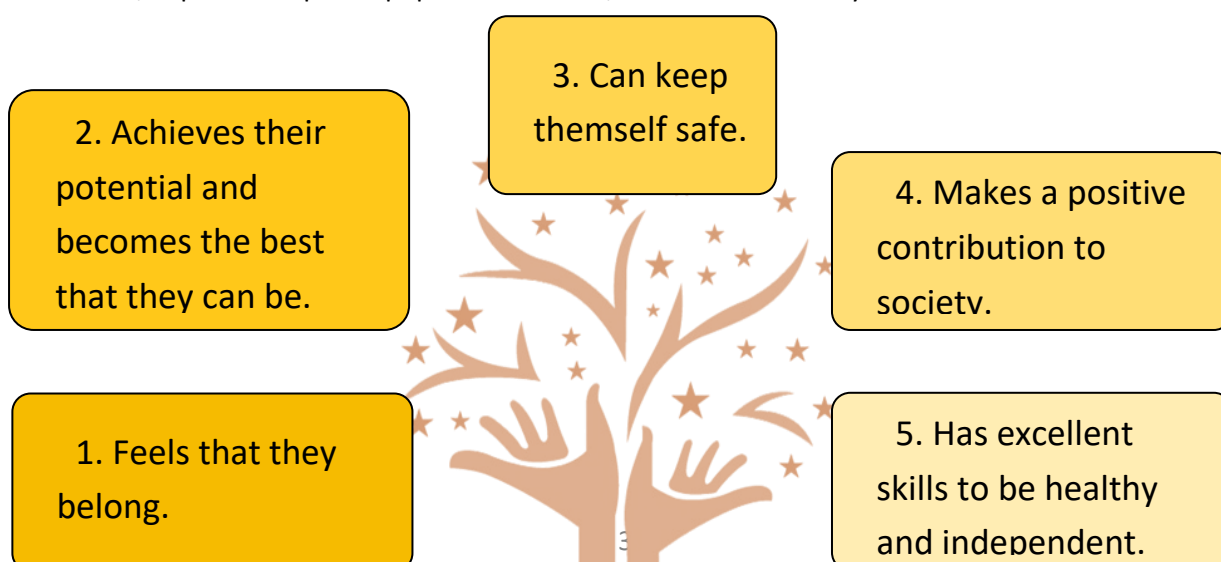 1. Feels that they
belong.
2. Achieves their
potential and
becomes the best
that they can be.
3. Can keep
themself safe.
4. Makes a positive
contribution to
society.
5. Has excellent
skills to be healthy
and independent.
3